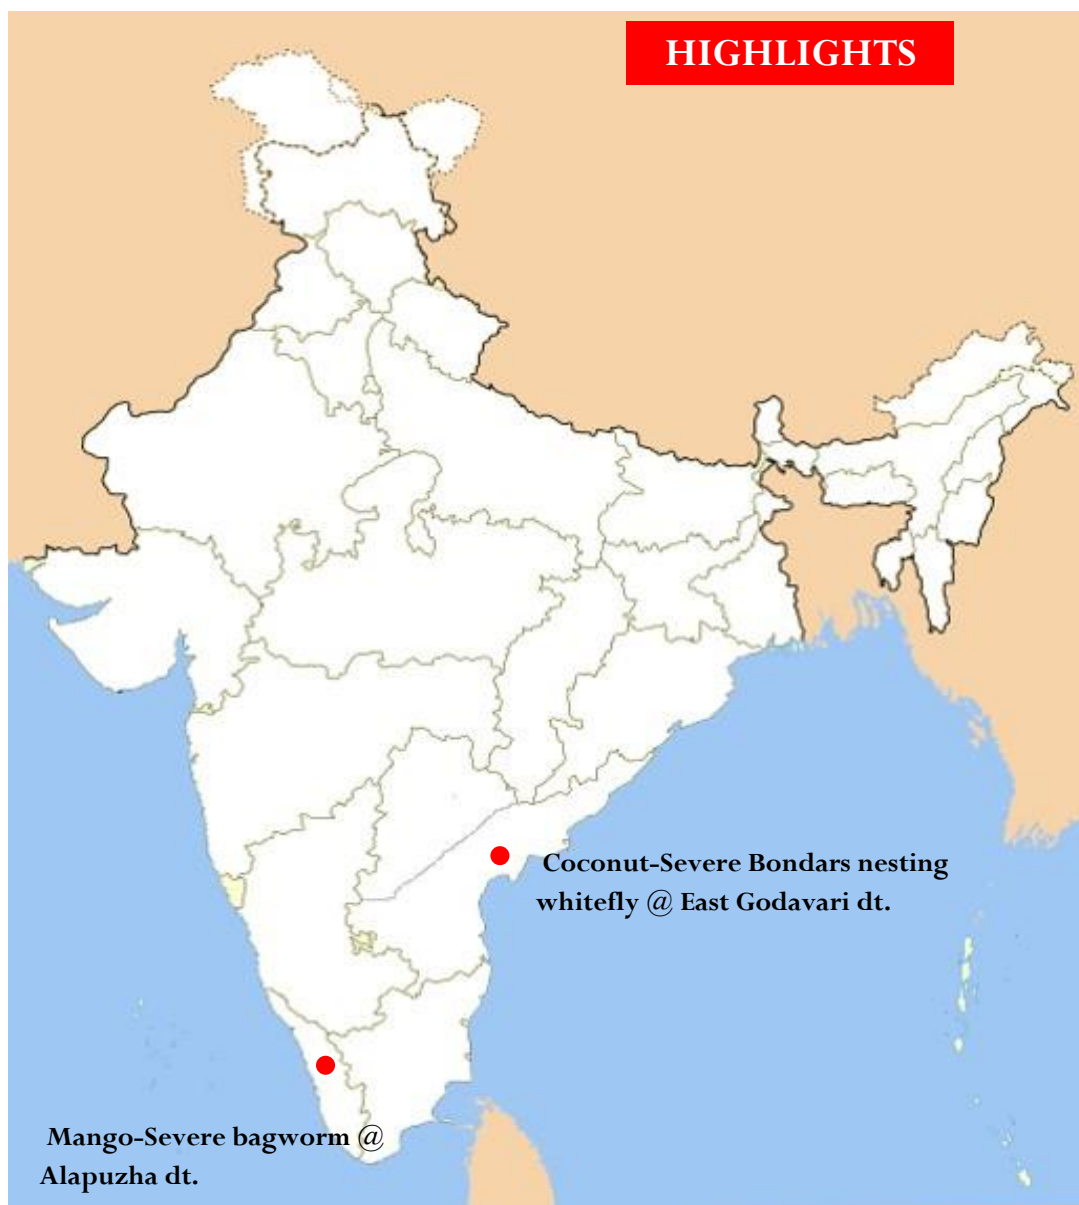 HIGHLIGHTS
Coconut-Severe Bondars nesting
whitefly @ East Godavari dt.
Mango-Severe bagworm @
Alapuzha dt.